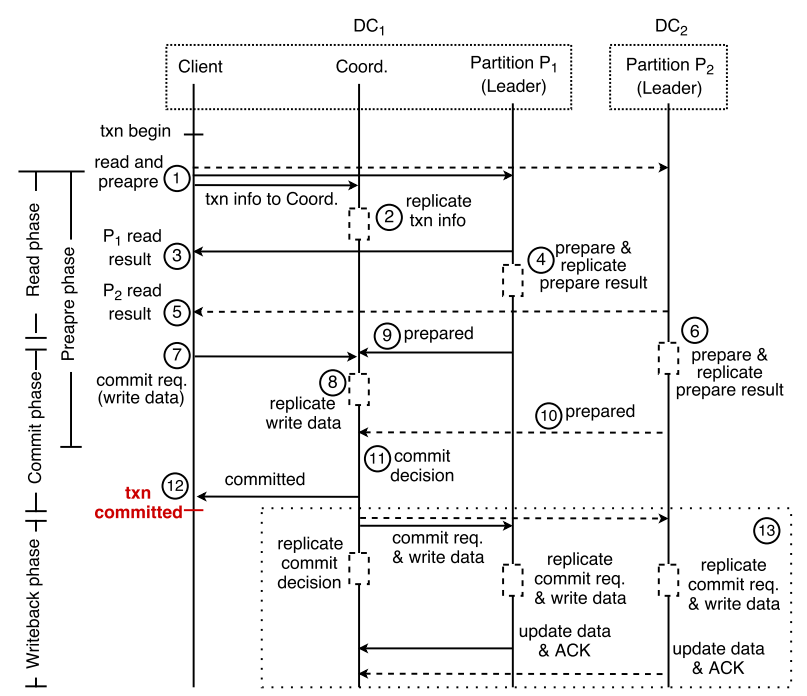 DC1
DC2
Client
Coord.
Partition P1
(Leader)
Partition P2
(Leader)
txn begin
read and
preapre
1
txn info to Coord.
2
replicate
txn info
P1 read
result
3
4
prepare &
replicate
prepare result
P2 read
result
5
6
prepare &
replicate
prepare result
7
commit req.
(write data)
9
prepared
8
replicate
write data
10
prepared
11
commit
decision
12
committed
txn
committed
13
commit req.
& write data
replicate
commit
decision
replicate
commit req.
& write data
replicate
commit req.
& write data
update data
& ACK
update data
& ACK
Read phase
Preapre phase
Commit phase
Writeback phase